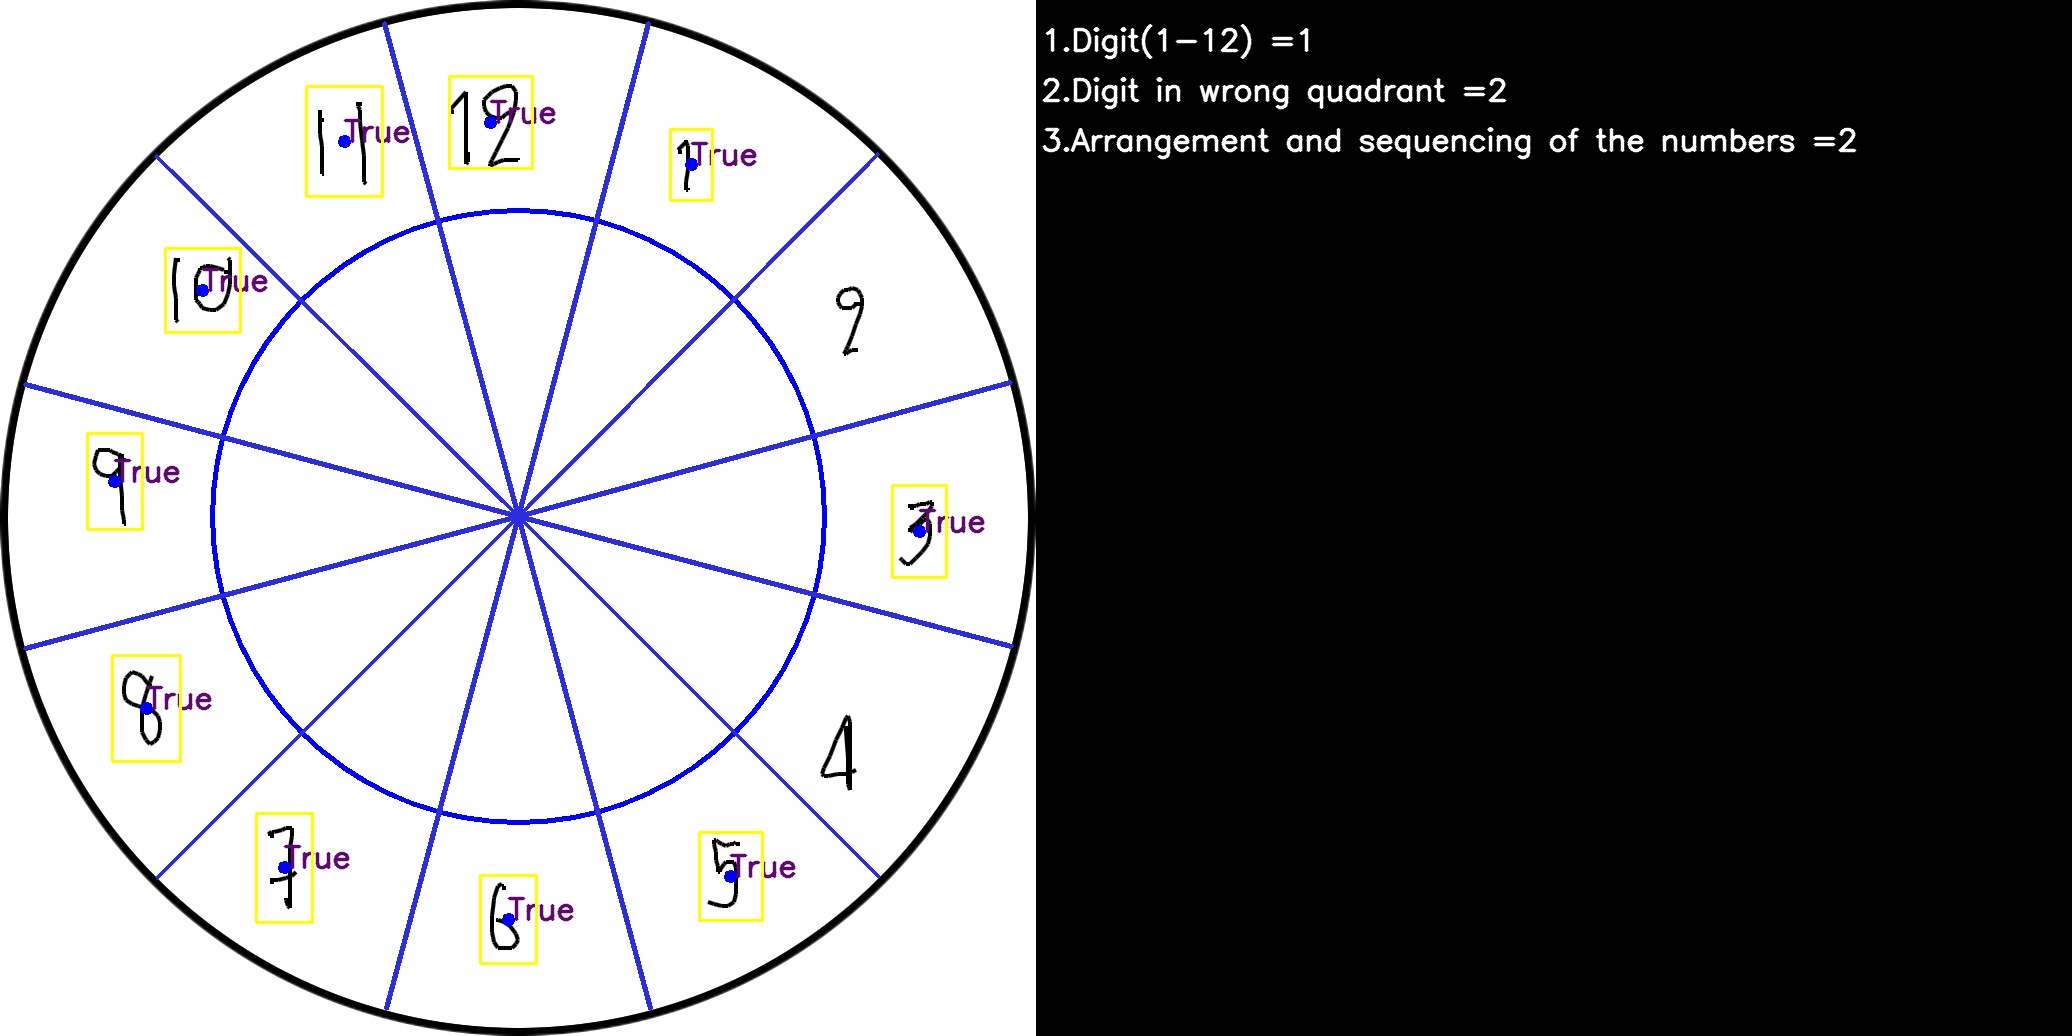 12 True
11 True
1 True
10 True
2
9 True
3 True
8 True
4
7 True
5 True
6 True
1.Digit(1-12) =1
2.Digit in wrong quadrant =2
3.Arrangement and sequencing of the numbers =2